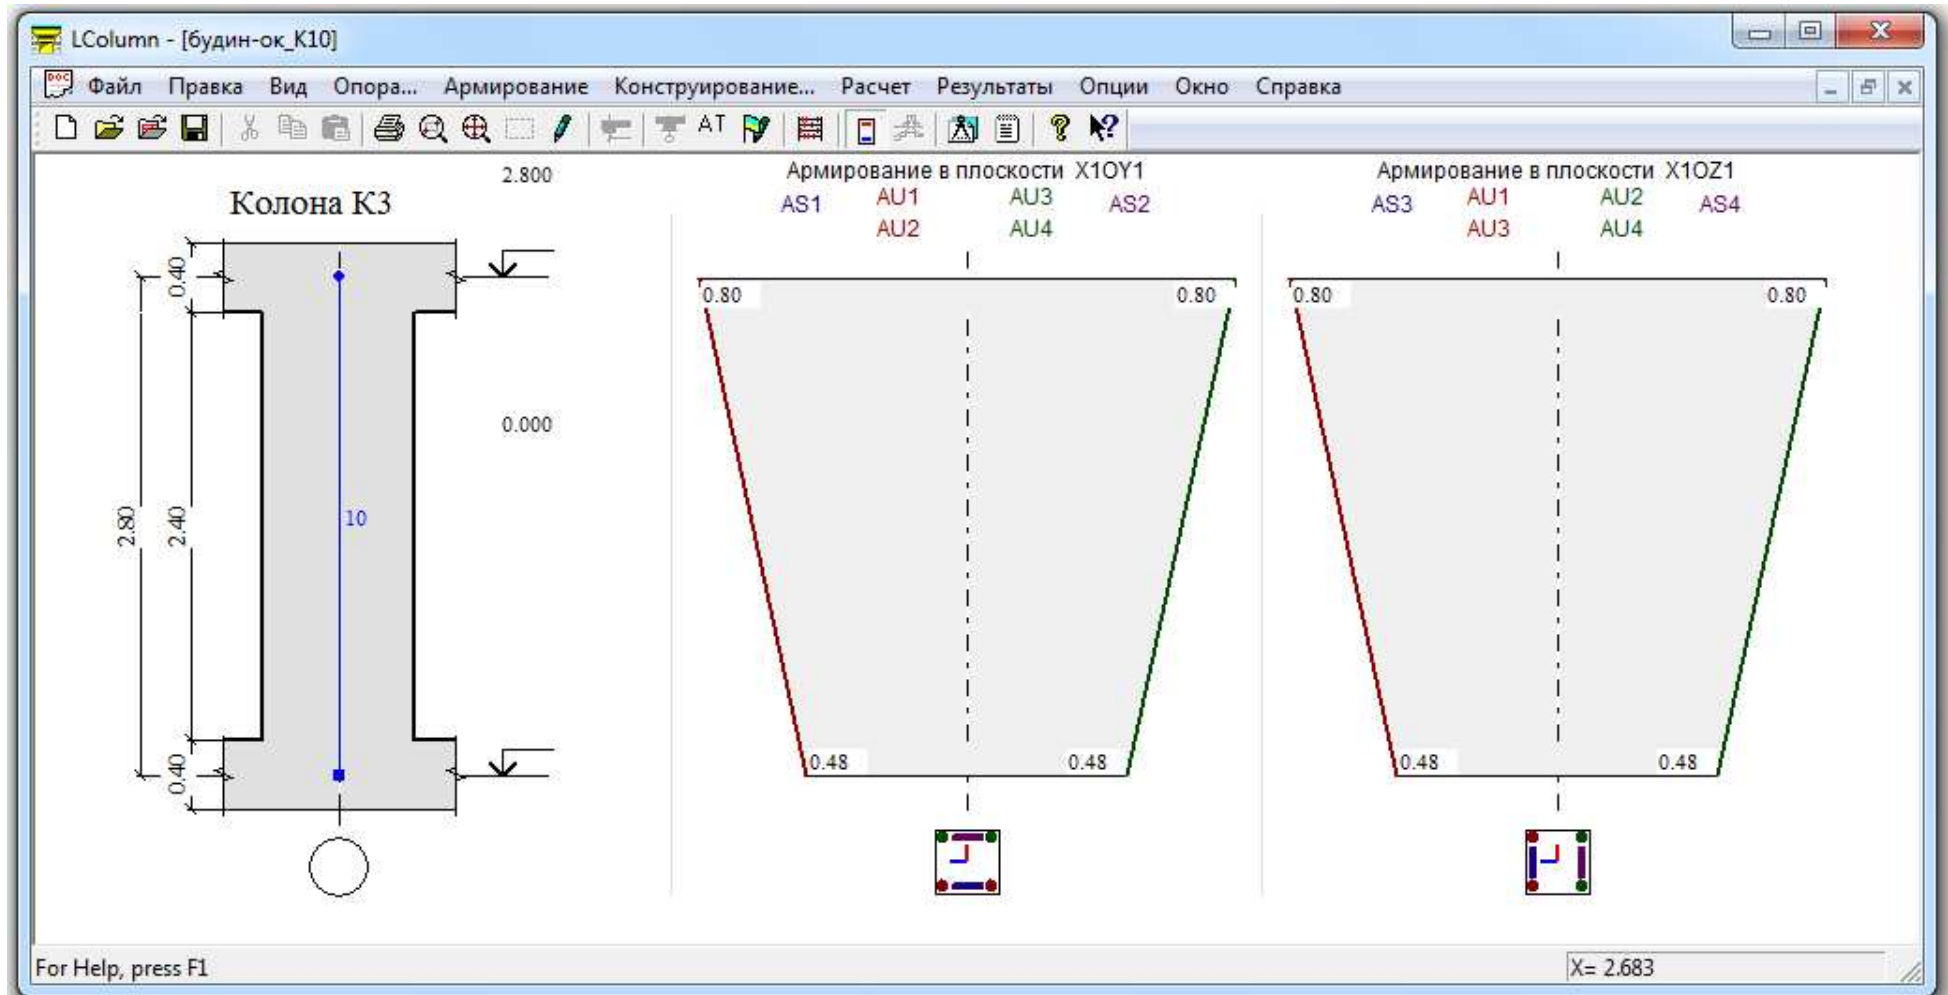 LColumn - [будин-ок_К10]
DOC Файл Правка Вид Опора... Армирование Конструирование... Расчет Результаты Опции Окно Справка
AT
Колона К3
2.800
0.40
2.80
2.40
10
0.000
0.40
Армирование в плоскости X1OY1
AS1 AU1 AU3 AS2
AU2 AU4
0.80 0.80
0.48 0.48
Армирование в плоскости X1OZ1
AS3 AU1 AU2 AS4
AU3 AU4
0.80 0.80
0.48 0.48
For Help, press F1
X= 2.683